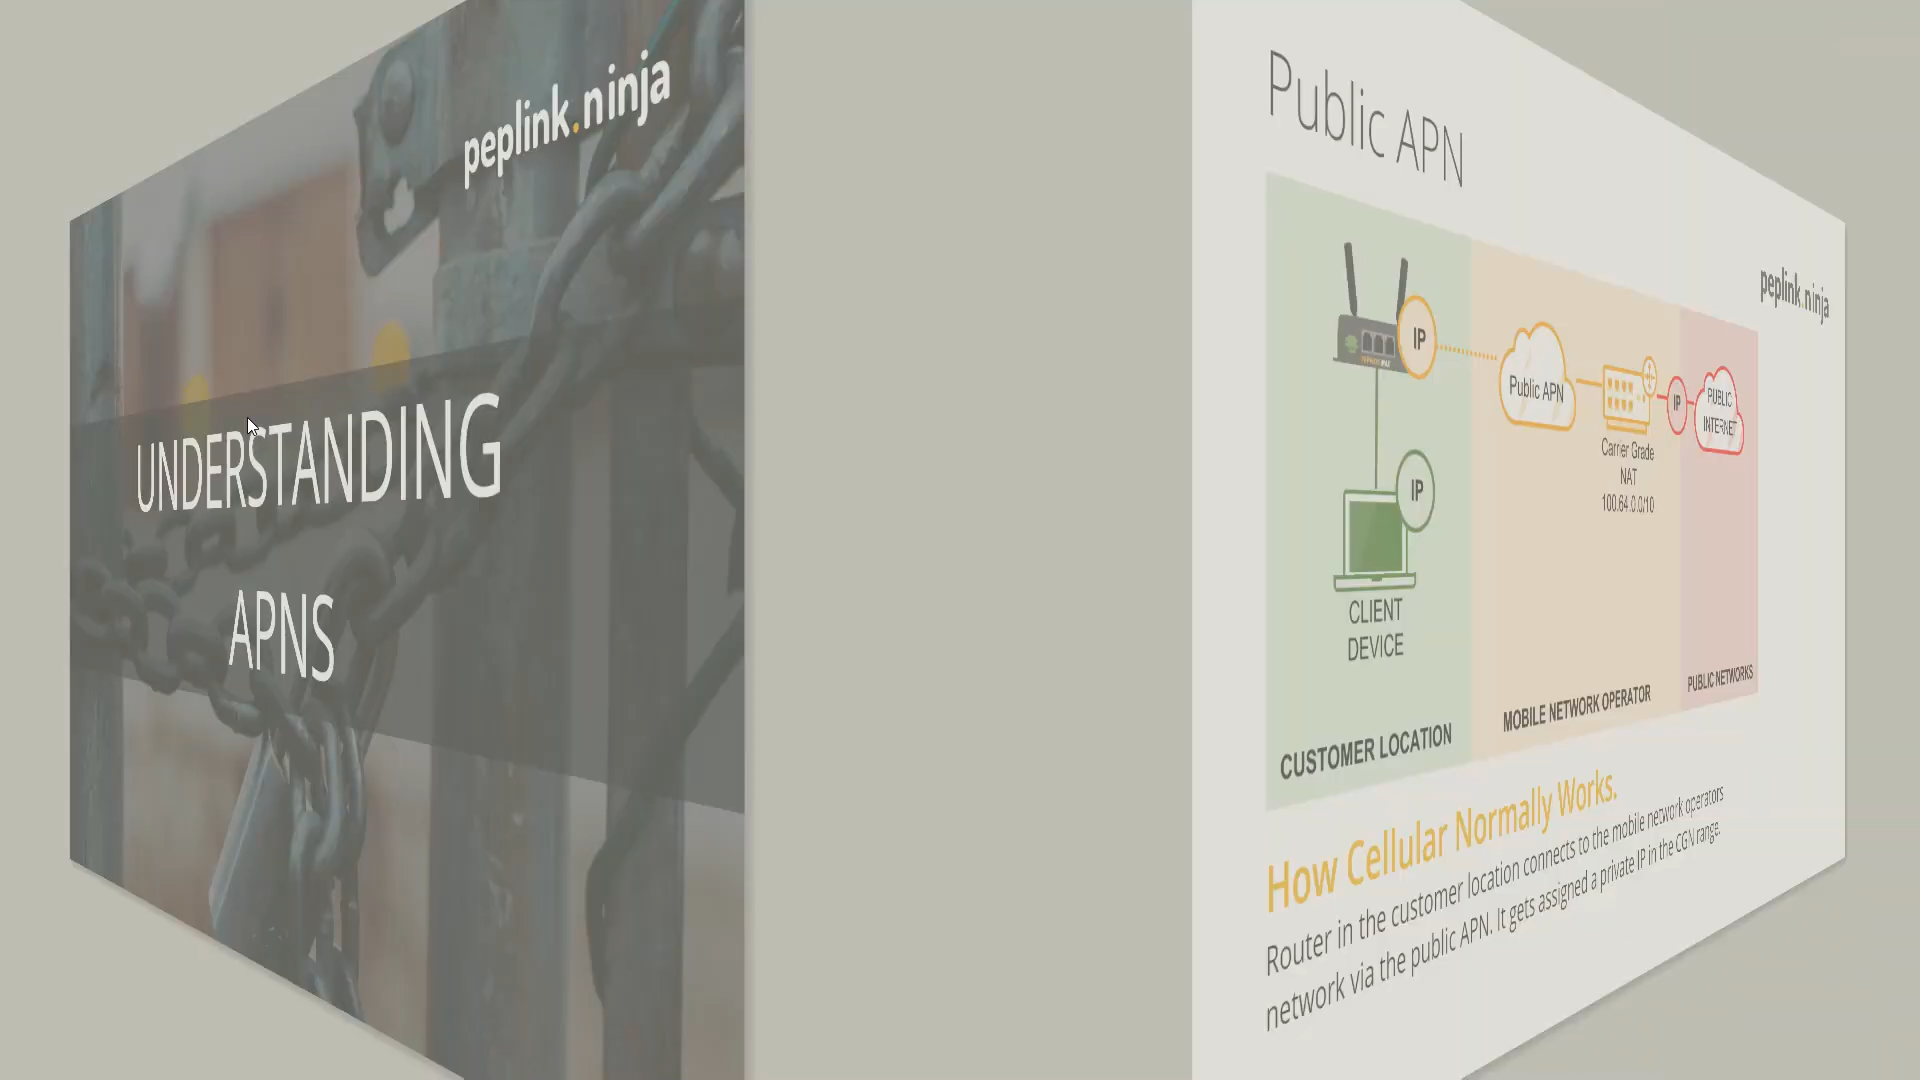 peplink.ninja
UNDERSTANDING
APNS
Public APN
peplink.ninja
IP
Public APN
IP
PUBLIC
INTERNET
Carrier Grade
NAT
100.64.0.0/10
IP
CLIENT
DEVICE
CUSTOMER LOCATION
MOBILE NETWORK OPERATOR
PUBLIC NETWORKS
How Cellular Normally Works.
Router in the customer location connects to the mobile network operators
network via the public APN. It gets assigned a private IP in the CGN range.